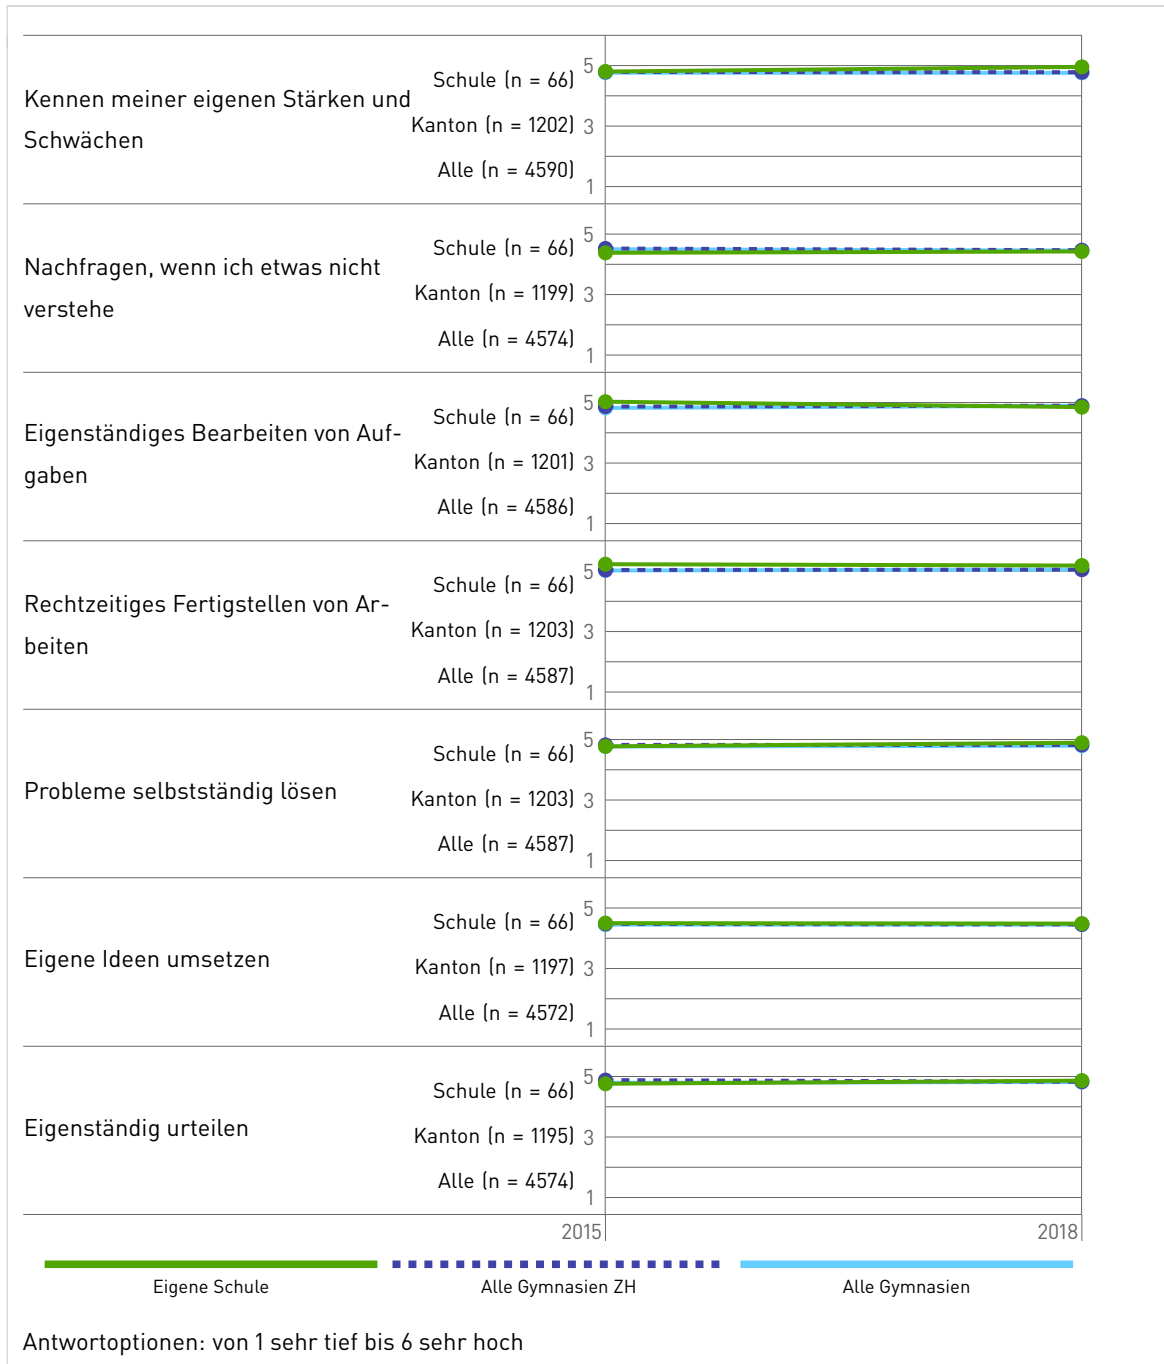 5
Schule (n = 66)
Kennen meiner eigenen Stärken und
Kanton (n = 1202) 3
Schwächen
Alle (n = 4590)
1
5
Schule (n = 66)
Nachfragen, wenn ich etwas nicht
Kanton (n = 1199) 3
verstehe
Alle (n = 4574)
1
5
Schule (n = 66)
Eigenständiges Bearbeiten von Auf-
Kanton (n = 1201) 3
gaben
Alle (n = 4586)
1
5
Schule (n = 66)
Rechtzeitiges Fertigstellen von Ar-
Kanton (n = 1203) 3
beiten
Alle (n = 4587)
1
5
Schule (n = 66)
Probleme selbstständig lösen
Kanton (n = 1203) 3
Alle (n = 4587)
1
5
Schule (n = 66)
Eigene Ideen umsetzen
Kanton (n = 1197) 3
Alle (n = 4572)
1
5
Schule (n = 66)
Eigenständig urteilen
Kanton (n = 1195) 3
Alle (n = 4574)
1
2015 2018
Eigene Schule Alle Gymnasien ZH Alle Gymnasien
Antwortoptionen: von 1 sehr tief bis 6 sehr hoch